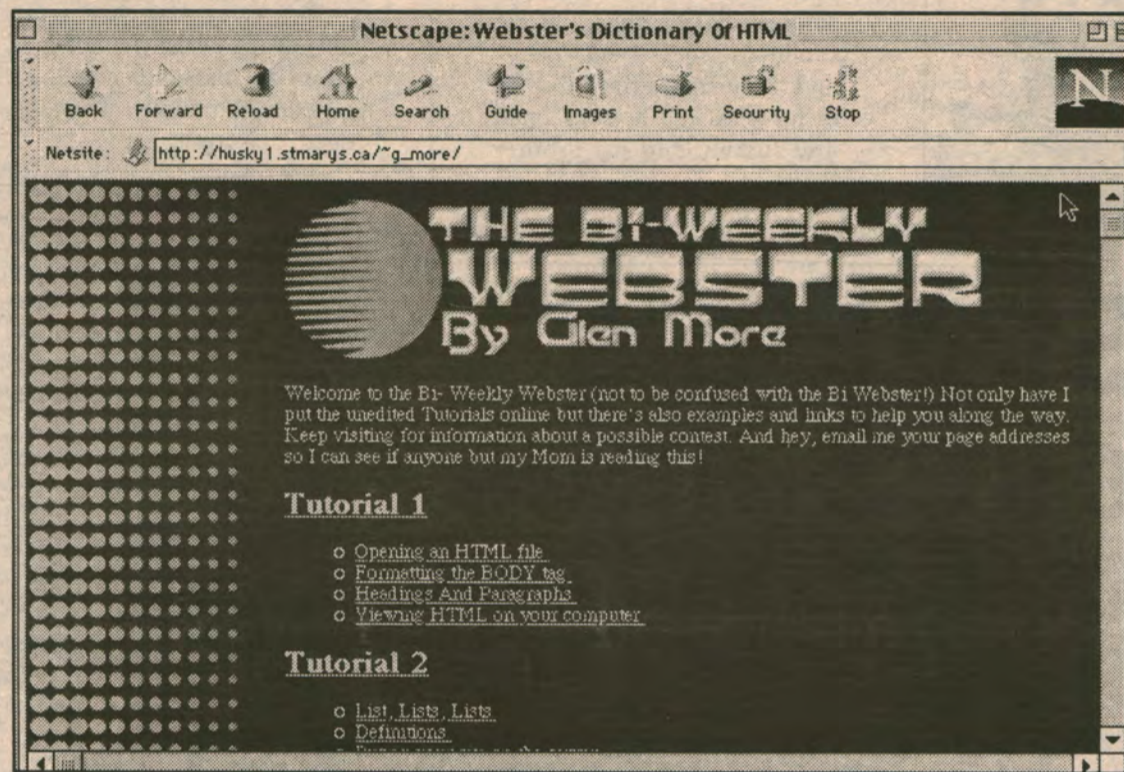 Netscape: Webster's Dictionary Of HTML
Back Forward Reload Home Search Guide Images Print Security Stop
N
Netsite: http://husky1.stmarys.ca/~g_more/
THE Bi-WEEKLY
WEBSTER
By Glen More
Welcome to the Bi- Weekly Webster (not to be confused with the Bi Webster!) Not only have I
put the unedited Tutorials online but there's also examples and links to help you along the way.
Keep visiting for information about a possible contest. And hey, email me your page addresses
so I can see if anyone but my Mom is reading this!
Tutorial 1
Opening an HTML file
Formatting the BODY tag
Headings And Paragraphs
Viewing HTML on your computer
Tutorial 2
List, Lists, Lists
Definitions